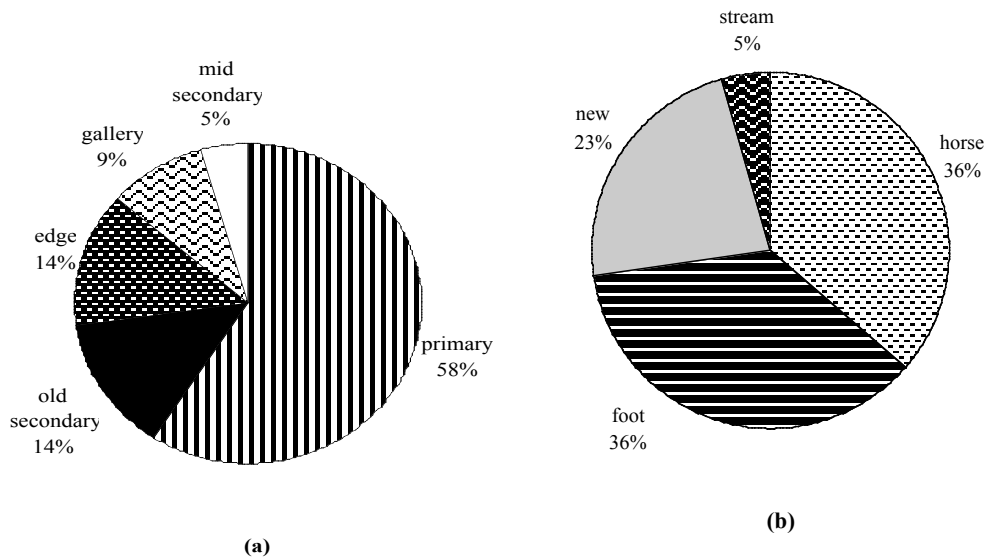 mid
secondary
5%
gallery
9%
edge
14%
old
secondary
14%
primary
58%
(a)
stream
5%
new
23%
horse
36%
foot
36%
(b)